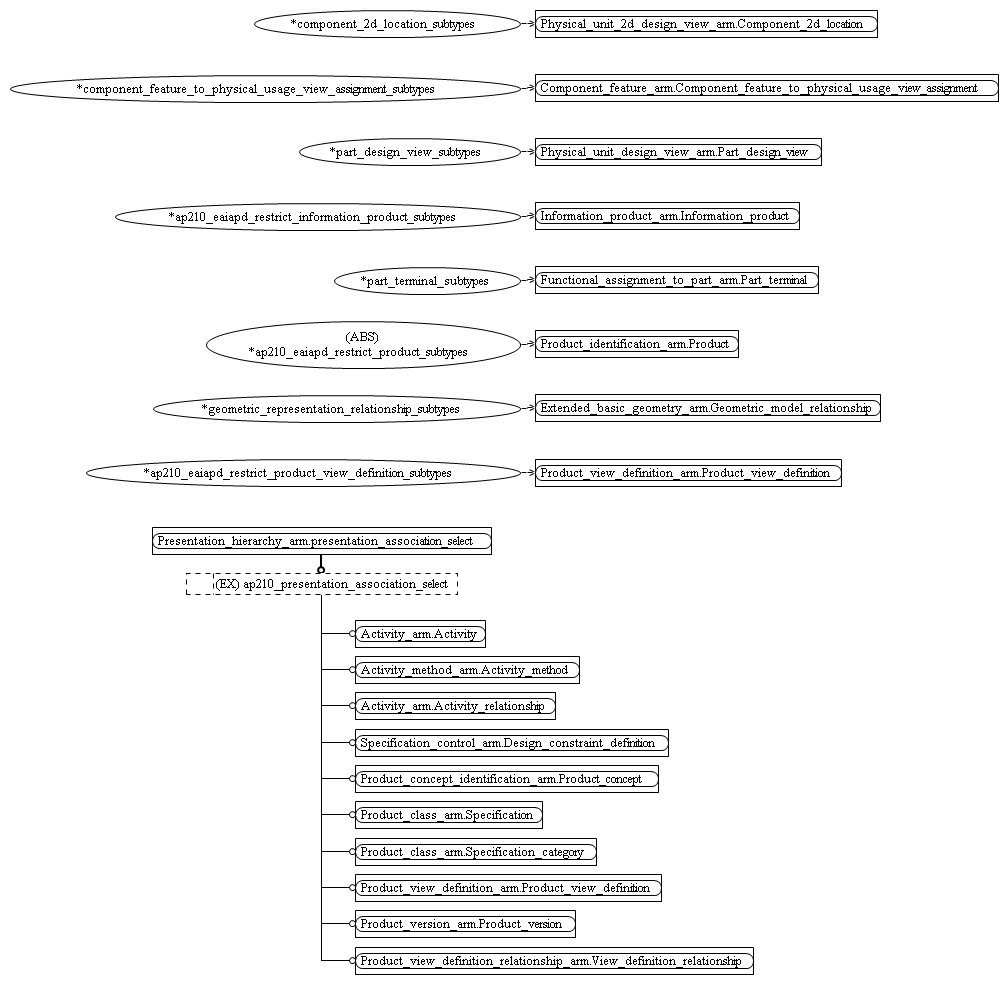 *component_2d_location_subtypes
Physical_unit_2d_design_view_arm.Component_2d_location
*component_feature_to_physical_usage_view_assignment_subtypes
Component_feature_arm.Component_feature_to_physical_usage_view_assignment
*part_design_view_subtypes
Physical_unit_design_view_arm.Part_design_view
*ap210_eaiapd_restrict_information_product_subtypes
Information_product_arm.Information_product
*part_terminal_subtypes
Functional_assignment_to_part_arm.Part_terminal
(ABS)
*ap210_eaiapd_restrict_product_subtypes
Product_identification_arm.Product
*geometric_representation_relationship_subtypes
Extended_basic_geometry_arm.Geometric_model_relationship
*ap210_eaiapd_restrict_product_view_definition_subtypes
Product_view_definition_arm.Product_view_definition
Presentation_hierarchy_arm.presentation_association_select
(EX) ap210_presentation_association_select
Activity_arm.Activity
Activity_method_arm.Activity_method
Activity_arm.Activity_relationship
Specification_control_arm.Design_constraint_definition
Product_concept_identification_arm.Product_concept
Product_class_arm.Specification
Product_class_arm.Specification_category
Product_view_definition_arm.Product_view_definition
Product_version_arm.Product_version
Product_view_definition_relationship_arm.View_definition_relationship